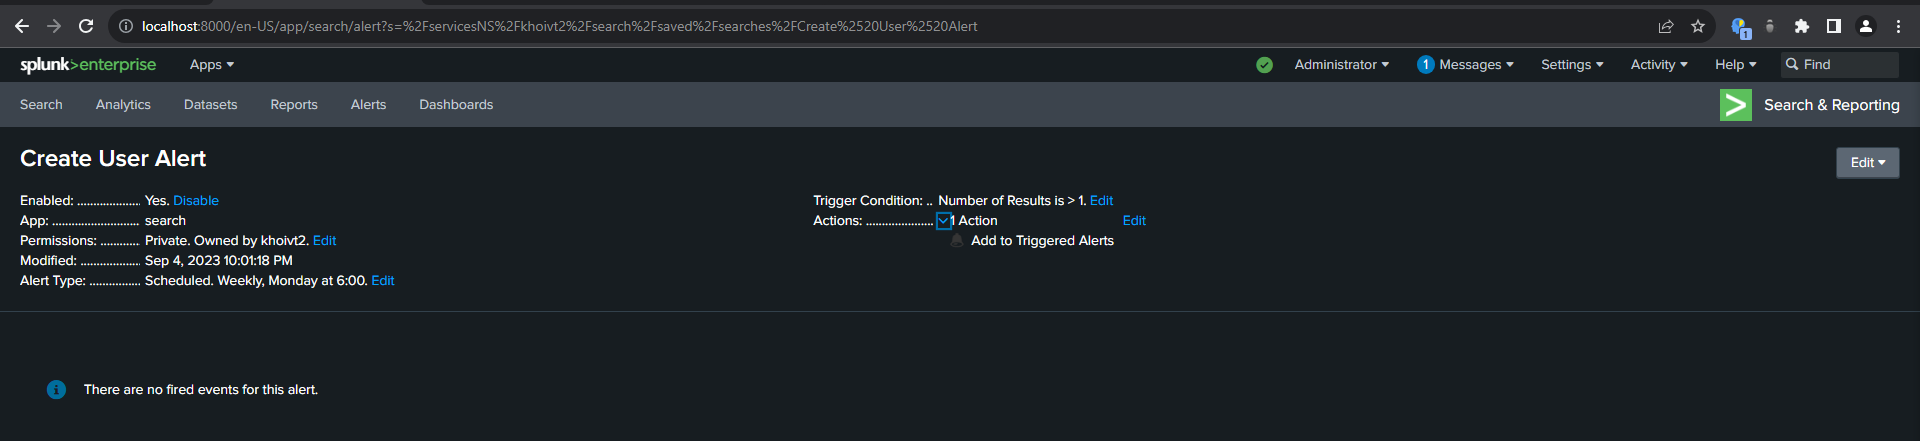 localhost:8000/en-US/app/search/alert?s=%2FservicesNS%2Fkhoivt2%2Fsearch%2Fsaved%2Fsearches%2FCreate%2520User%2520Alert
1
splunk>enterprise Apps Administrator 1 Messages Settings Activity Help Find
Search Analytics Datasets Reports Alerts Dashboards Search & Reporting
Create User Alert
Edit
Enabled: .................... Yes. Disable
App: ........................... search
Permissions: ............ Private. Owned by khoivt2. Edit
Modified: .................. Sep 4, 2023 10:01:18 PM
Alert Type: ................ Scheduled. Weekly, Monday at 6:00. Edit
Trigger Condition: .. Number of Results is > 1. Edit
Actions: ..................... 1 Action Edit
Add to Triggered Alerts
There are no fired events for this alert.